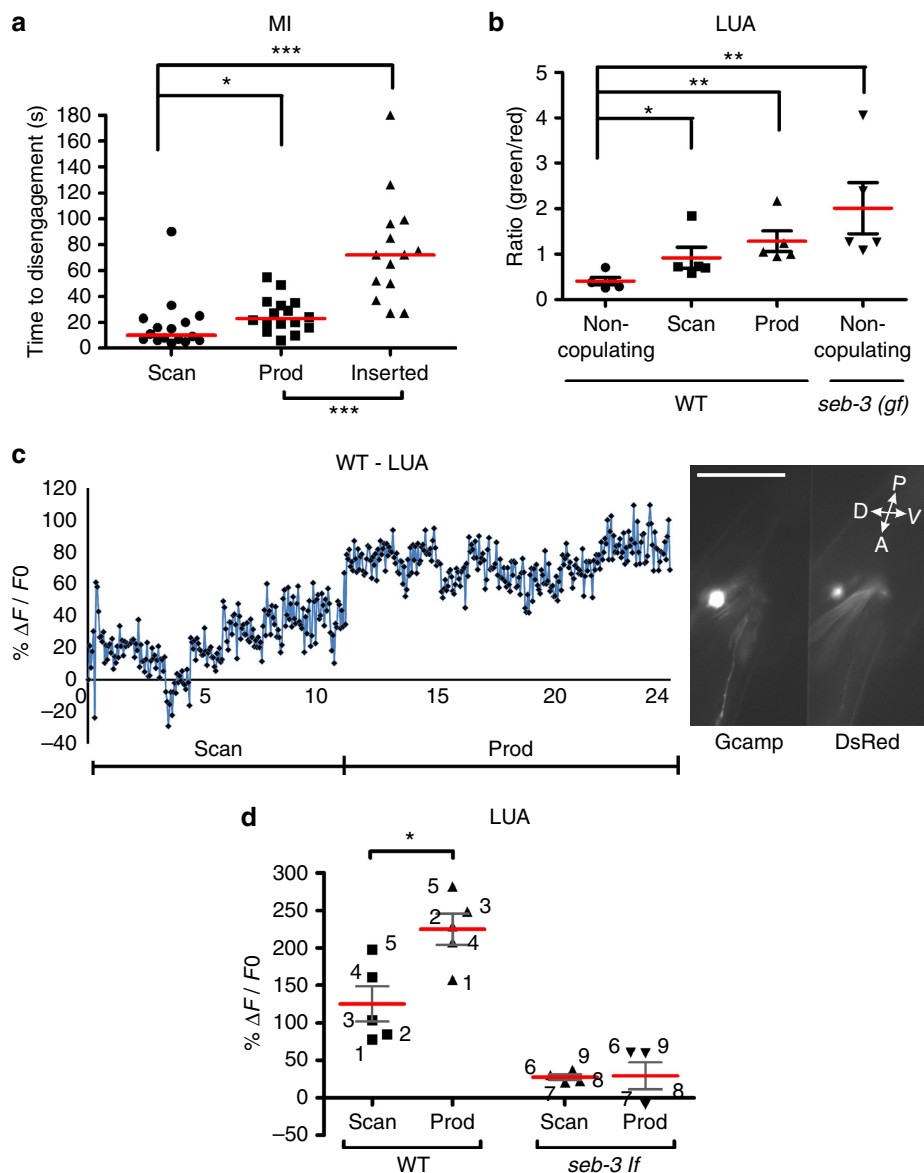 a
MI
***
*
Time to disengagement (s)
180
160
140
120
100
80
60
40
20
0
Scan Prod Inserted
***
b
LUA
**
**
*
Ratio (green/red)
5
4
3
2
1
0
Non-copulating Scan Prod Non-copulating
WT seb-3 (gf)
c
WT - LUA
% ΔF / F0
120
100
80
60
40
20
0
–20
–40
0 5 10 15 20 24
Scan Prod
P
D V
A
Gcamp DsRed
d
LUA
*
% ΔF / F0
300
250
200
150
100
50
0
–50
5
4
3
2
1
5
3
2
4
1
6 9
7 8
6 9
7 8
Scan Prod Scan Prod
WT seb-3 lf